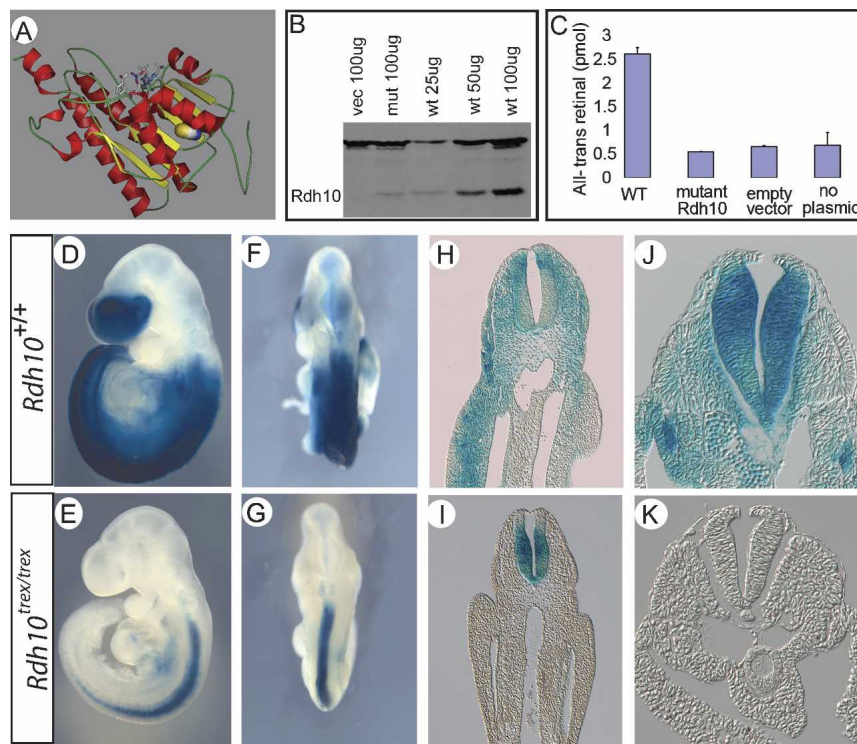 A
B
vec 100ug
mut 100ug
wt 25ug
wt 50ug
wt 100ug
Rdh10
C
All- trans retinal (pmol)
3
2.5
2
1.5
1
0.5
0
WT
mutant
Rdh10
empty
vector
no
plasmic
Rdh10+/+
D
F
H
J
Rdh10trex/trex
E
G
I
K